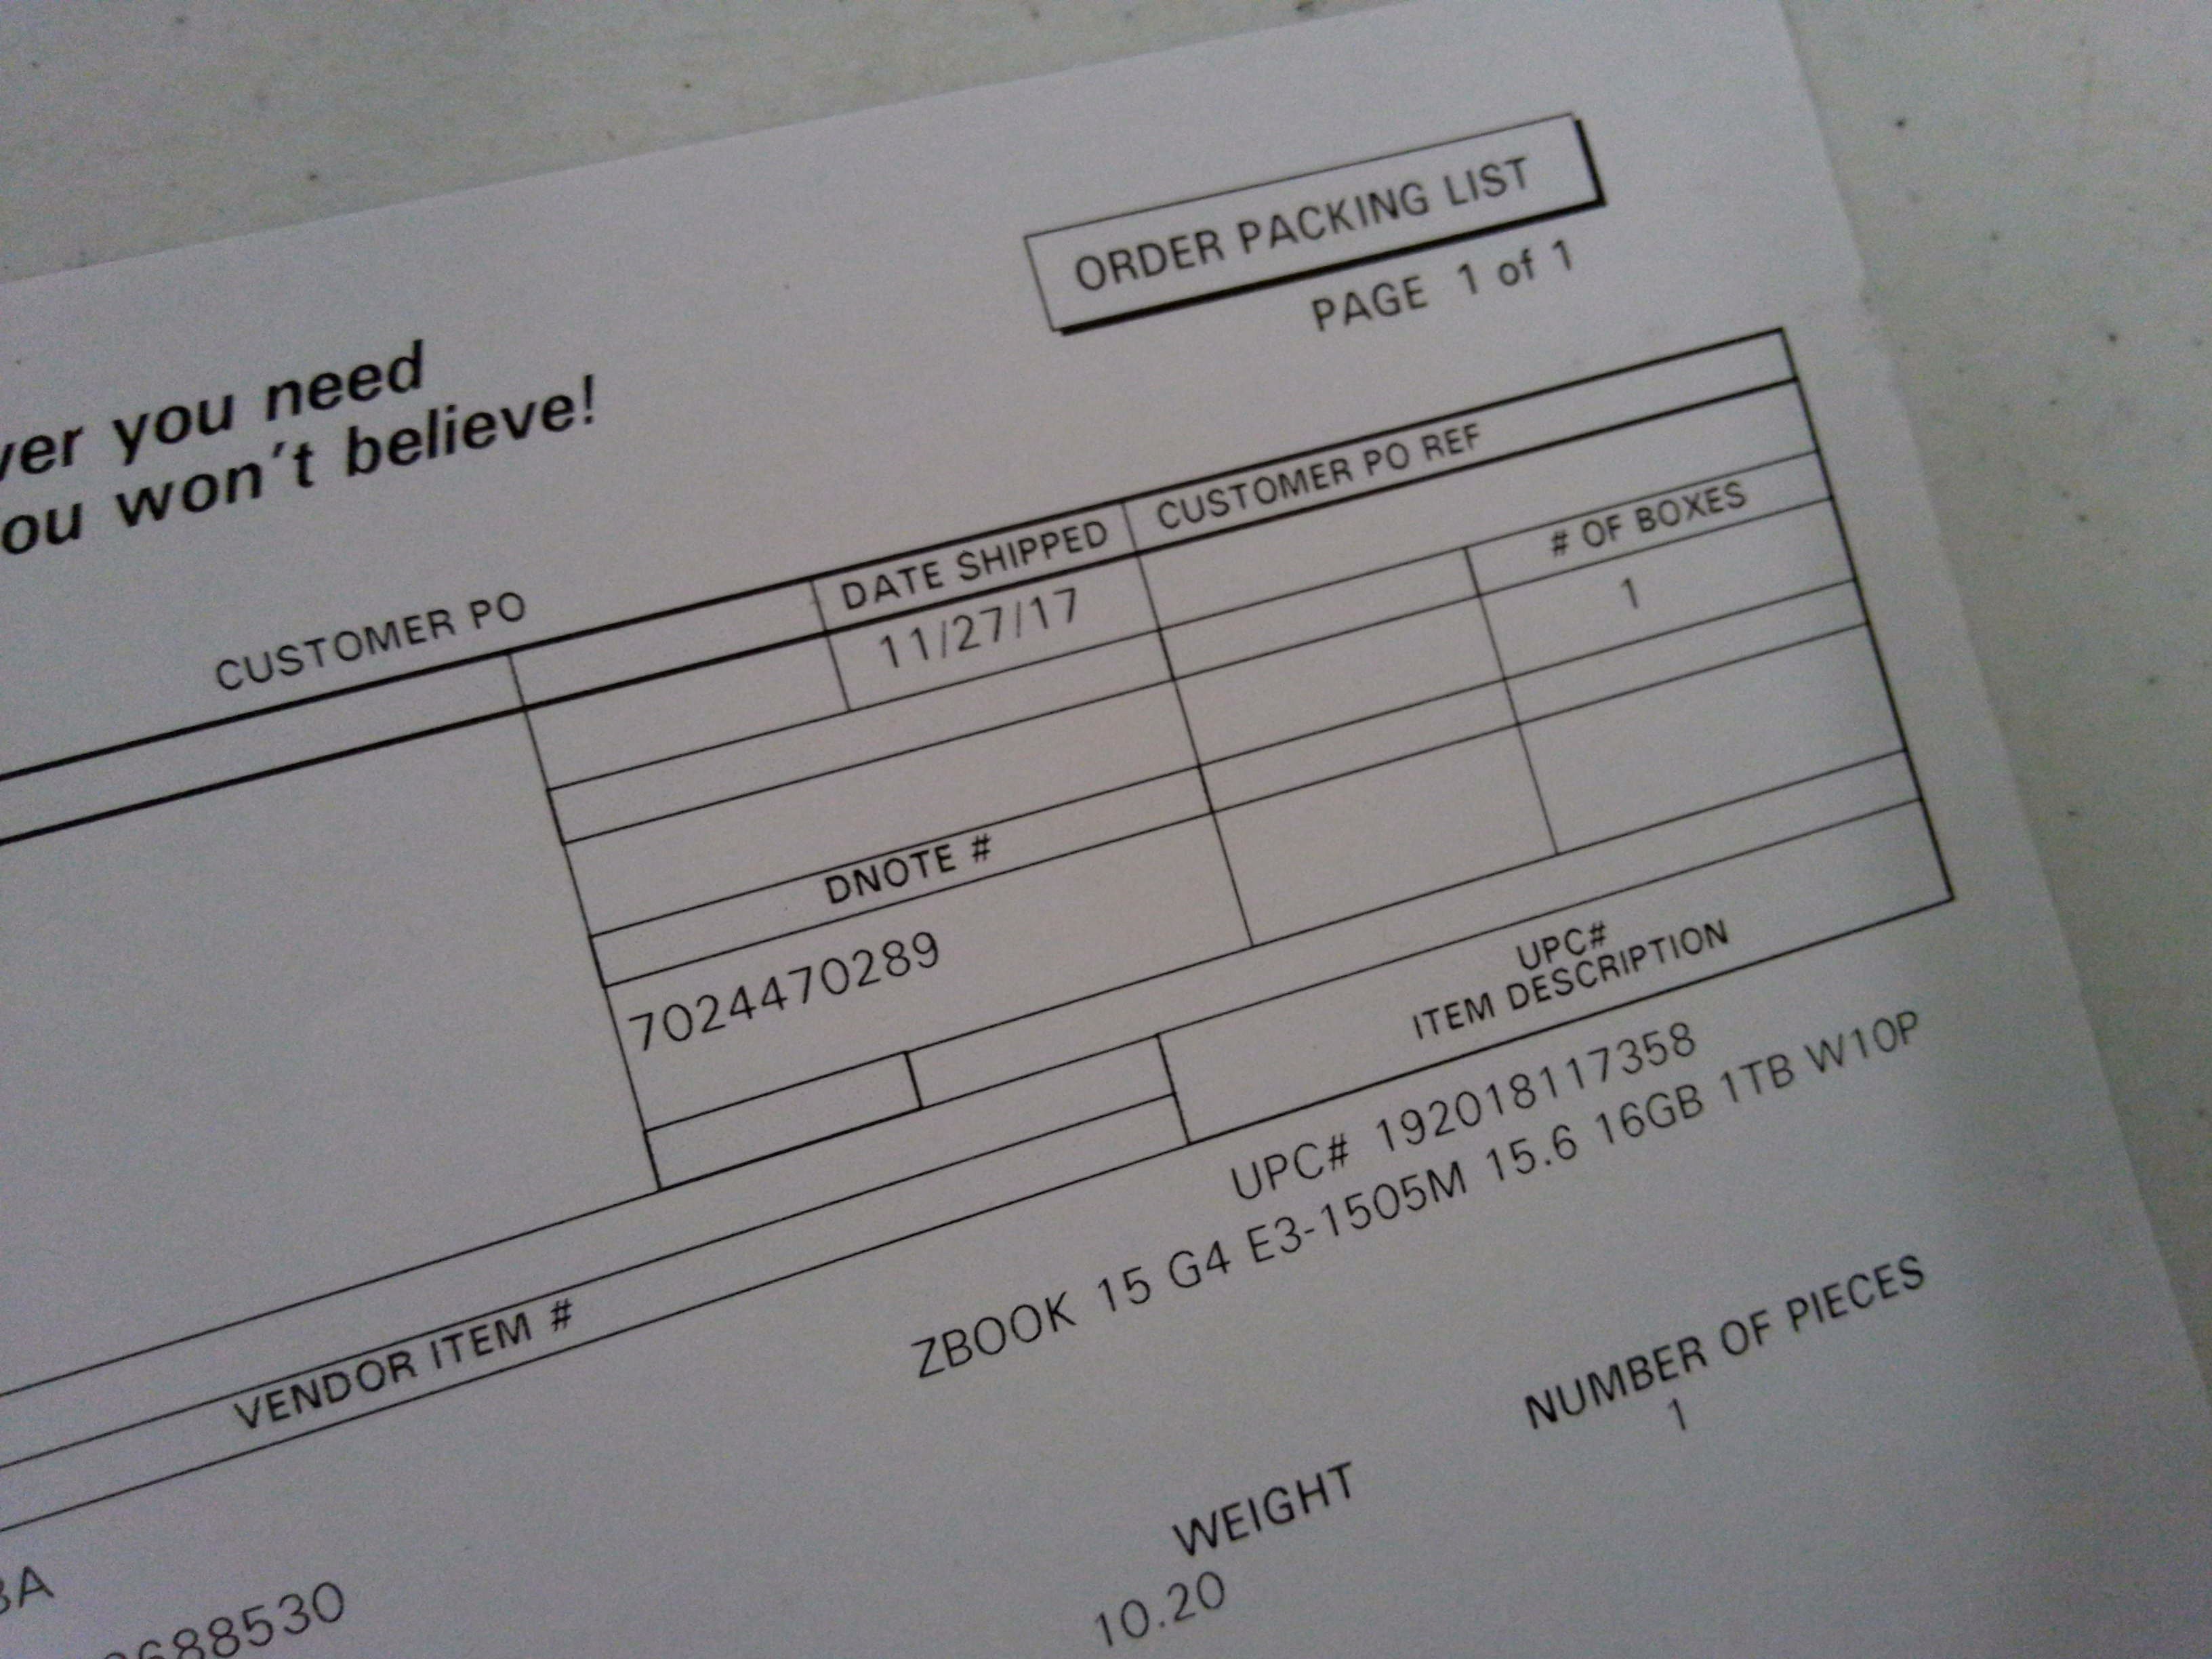 ORDER PACKING LIST
PAGE 1 of 1
you need
won't believe!
CUSTOMER PO
DATE SHIPPED
CUSTOMER PO REF
11/27/17
# OF BOXES
1
DNOTE #
7024470289
UPC#
ITEM DESCRIPTION
VENDOR ITEM #
UPC# 192018117358
ZBOOK 15 G4 E3-1505M 15.6 16GB 1TB W10P
NUMBER OF PIECES
1
WEIGHT
10.20